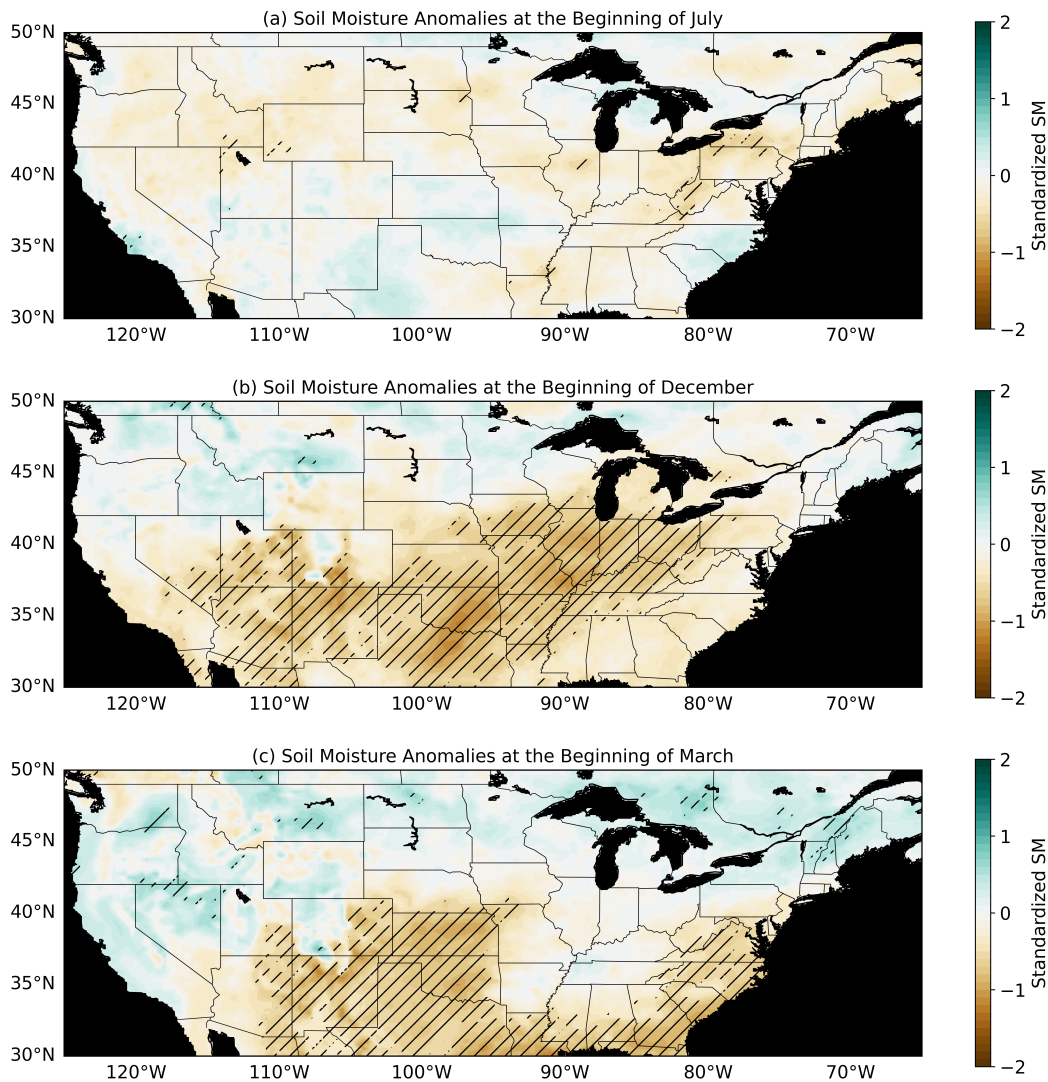 (a) Soil Moisture Anomalies at the Beginning of July
50°N
45°N
40°N
35°N
30°N
120°W 110°W 100°W 90°W 80°W 70°W
2
1
0
−1
−2
Standardized SM
(b) Soil Moisture Anomalies at the Beginning of December
50°N
45°N
40°N
35°N
30°N
120°W 110°W 100°W 90°W 80°W 70°W
2
1
0
−1
−2
Standardized SM
(c) Soil Moisture Anomalies at the Beginning of March
50°N
45°N
40°N
35°N
30°N
120°W 110°W 100°W 90°W 80°W 70°W
2
1
0
−1
−2
Standardized SM